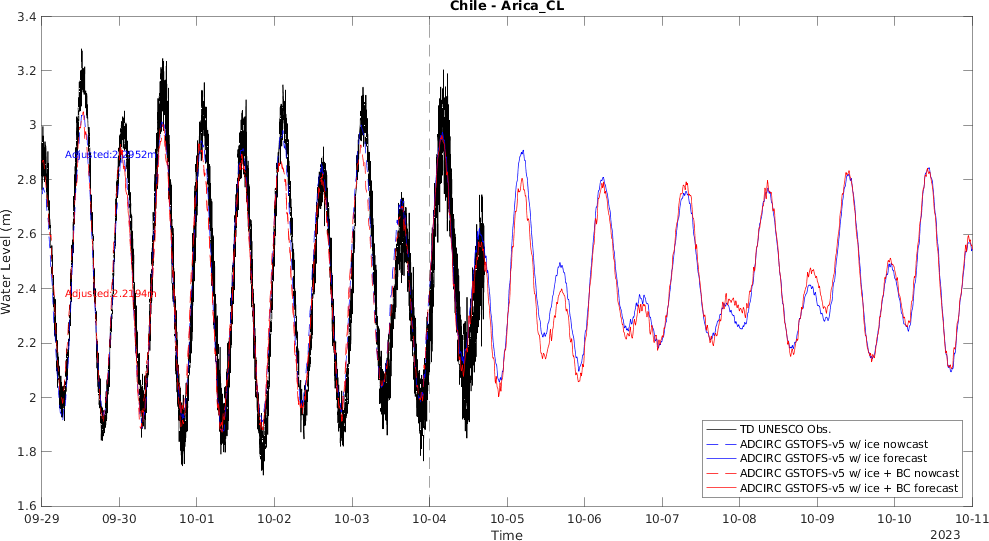 Chile - Arica_CL
Water Level (m)
3.4
3.2
3
2.8
2.6
2.4
2.2
2
1.8
1.6
Adjusted:2.2194m
TD UNESCO Obs.
ADCIRC GSTOFS-v5 w/ ice nowcast
ADCIRC GSTOFS-v5 w/ ice forecast
ADCIRC GSTOFS-v5 w/ ice + BC nowcast
ADCIRC GSTOFS-v5 w/ ice + BC forecast
09-29
09-30
10-01
10-02
10-03
10-04
10-05
10-06
10-07
10-08
10-09
10-10
10-11
Time
2023